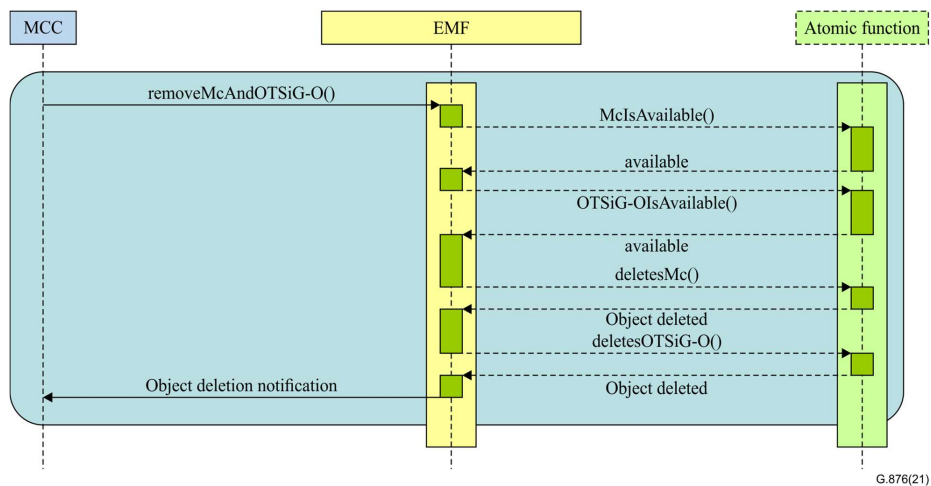 MCC
EMF
Atomic function
removeMcAndOTSiG-O()
McIsAvailable()
available
OTSiG-OIsAvailable()
available
deletesMc()
Object deleted
deletesOTSiG-O()
Object deletion notification
Object deleted
G.876(21)